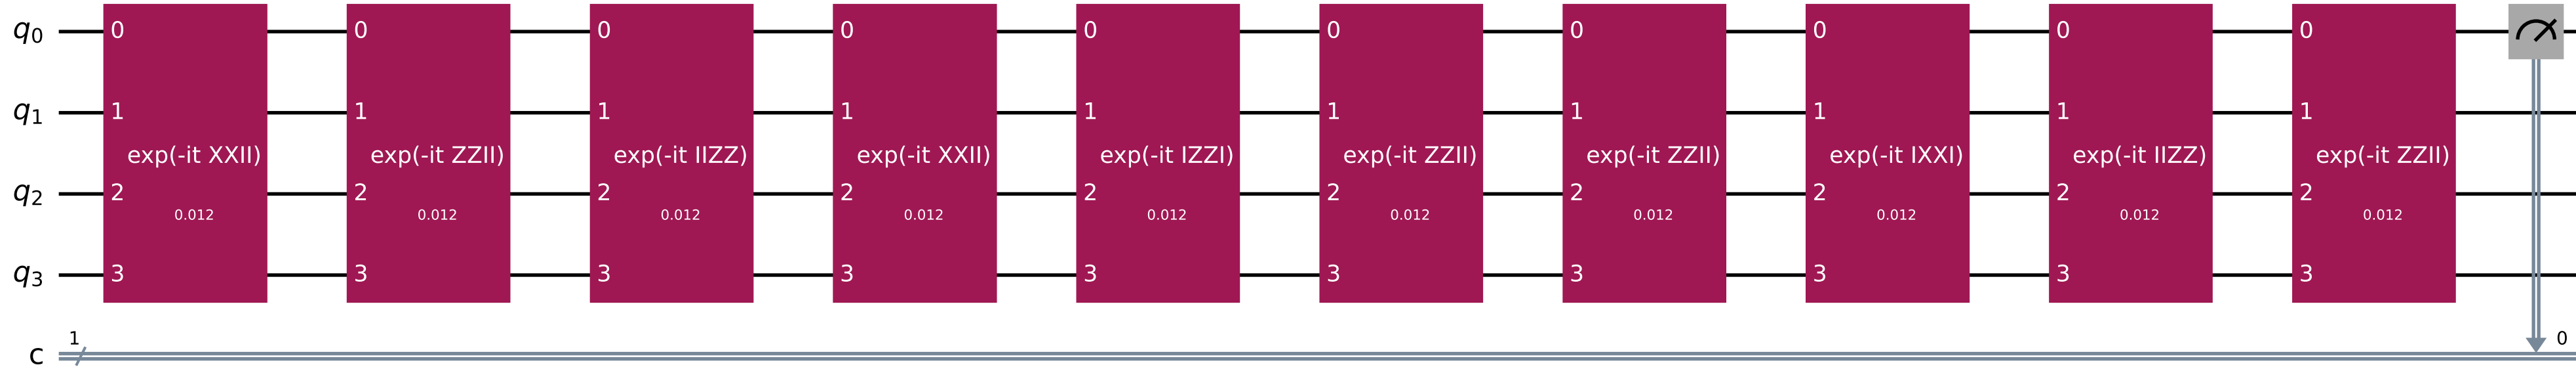 q0 0 0 0 0 0 0 0 0 0 0
q1 1 1 1 1 1 1 1 1 1 1
exp(-it XXII) exp(-it ZZII) exp(-it IIZZ) exp(-it XXII) exp(-it IZZI) exp(-it ZZII) exp(-it ZZII) exp(-it IXXI) exp(-it IIZZ) exp(-it ZZII)
q2 2 2 2 2 2 2 2 2 2 2
0.012 0.012 0.012 0.012 0.012 0.012 0.012 0.012 0.012 0.012
q3 3 3 3 3 3 3 3 3 3 3
1 0
c